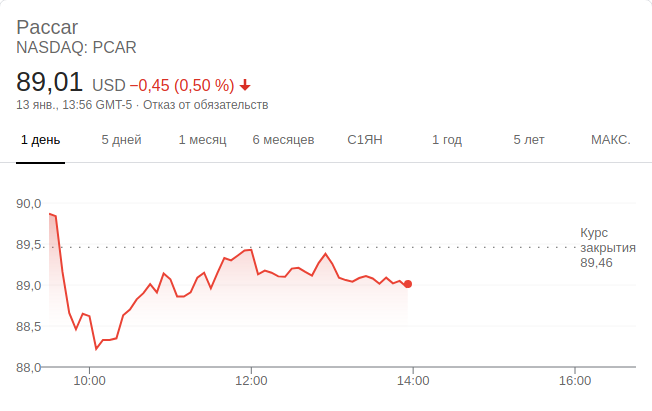 Paccar
NASDAQ: PCAR
89,01 USD −0,45 (0,50 %)
13 янв., 13:56 GMT-5 · Отказ от обязательств
1 день 5 дней 1 месяц 6 месяцев С1ЯН 1 год 5 лет МАКС.
90,0
Курс
89,5 закрытия
89,46
89,0
88,5
88,0
10:00 12:00 14:00 16:00